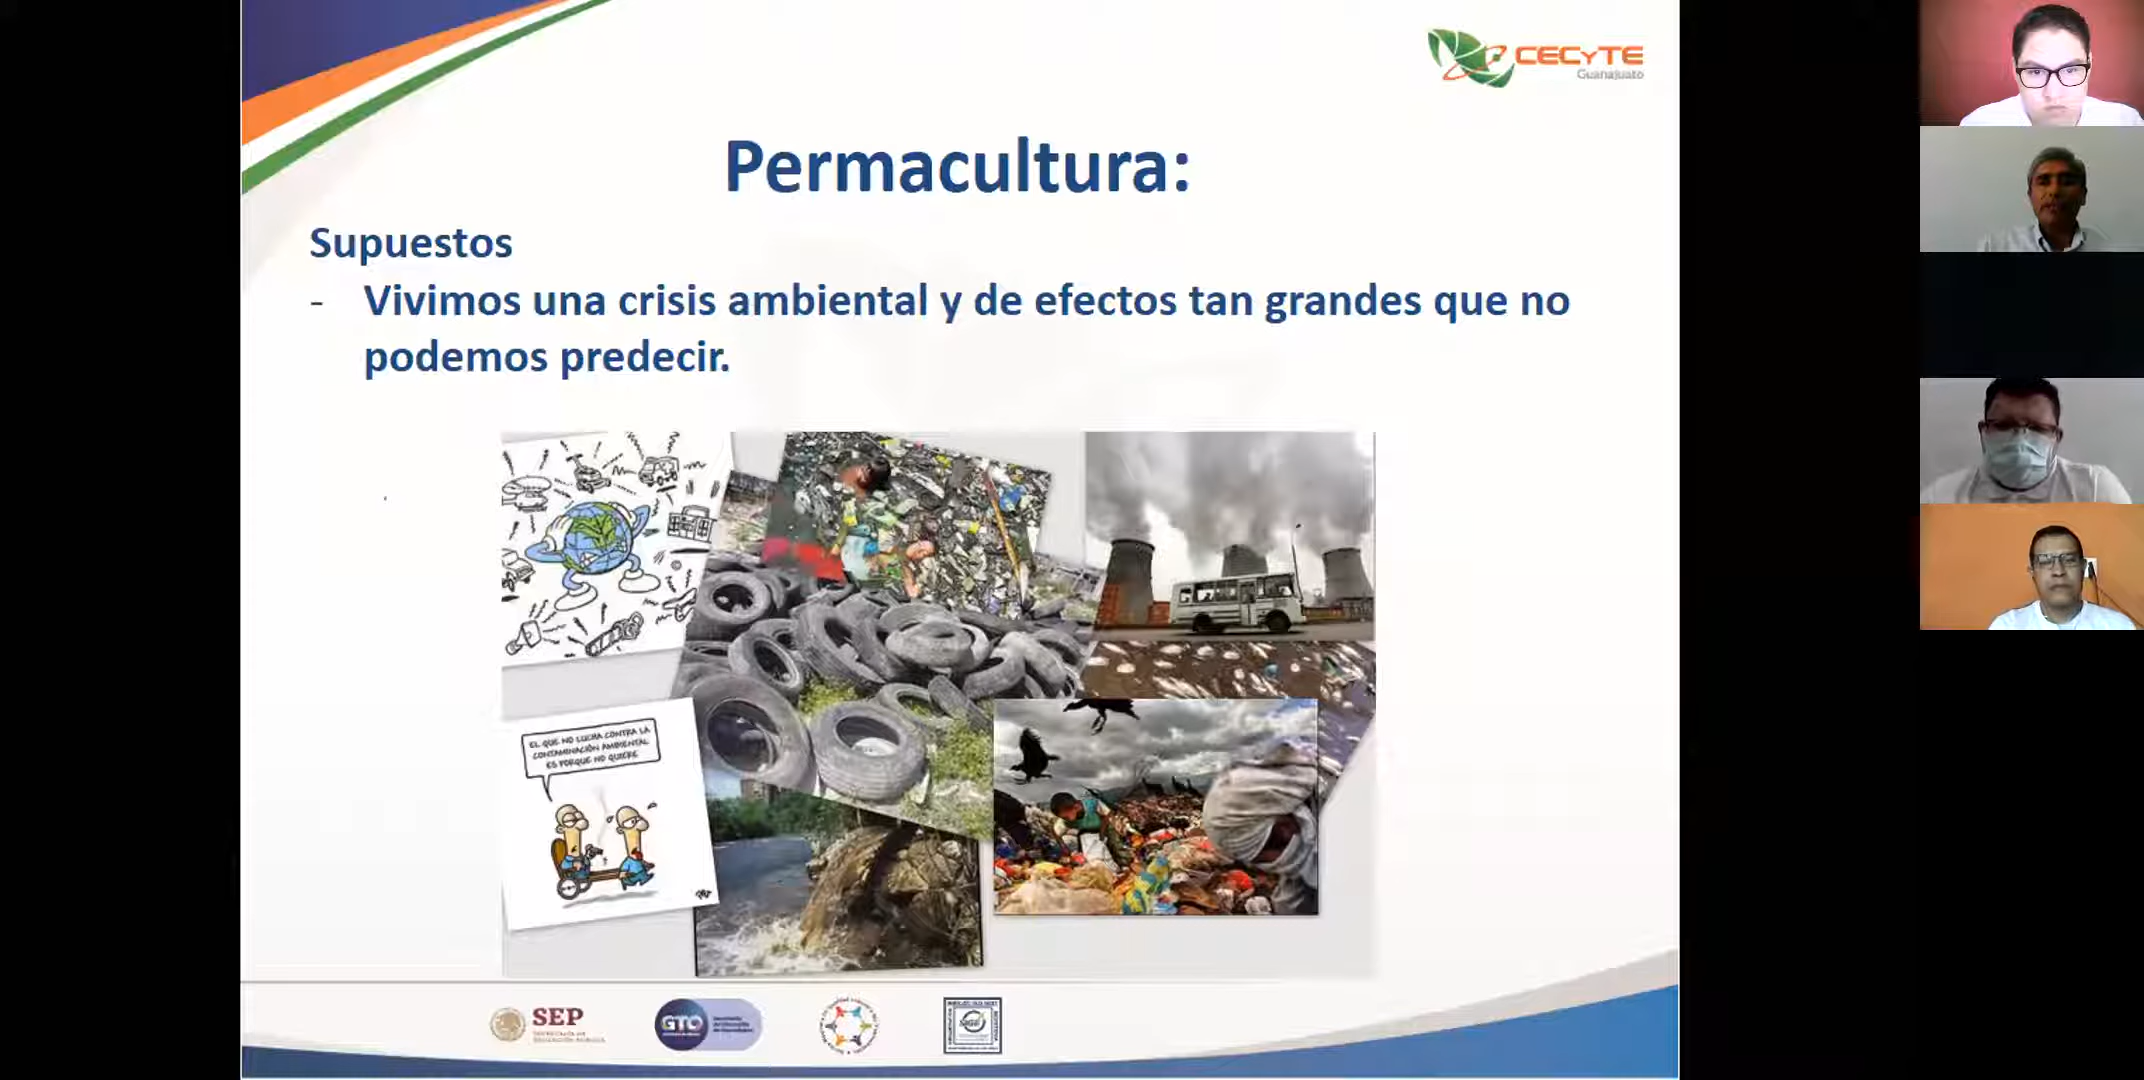 CECyTE
Guanajuato
Permacultura:
Supuestos
- Vivimos una crisis ambiental y de efectos tan grandes que no
podemos predecir.
EL QUE NO LUCHA CONTRA LA
CONTAMINACIÓN AMBIENTAL
ES PORQUE NO QUIERE
SEP
GTO